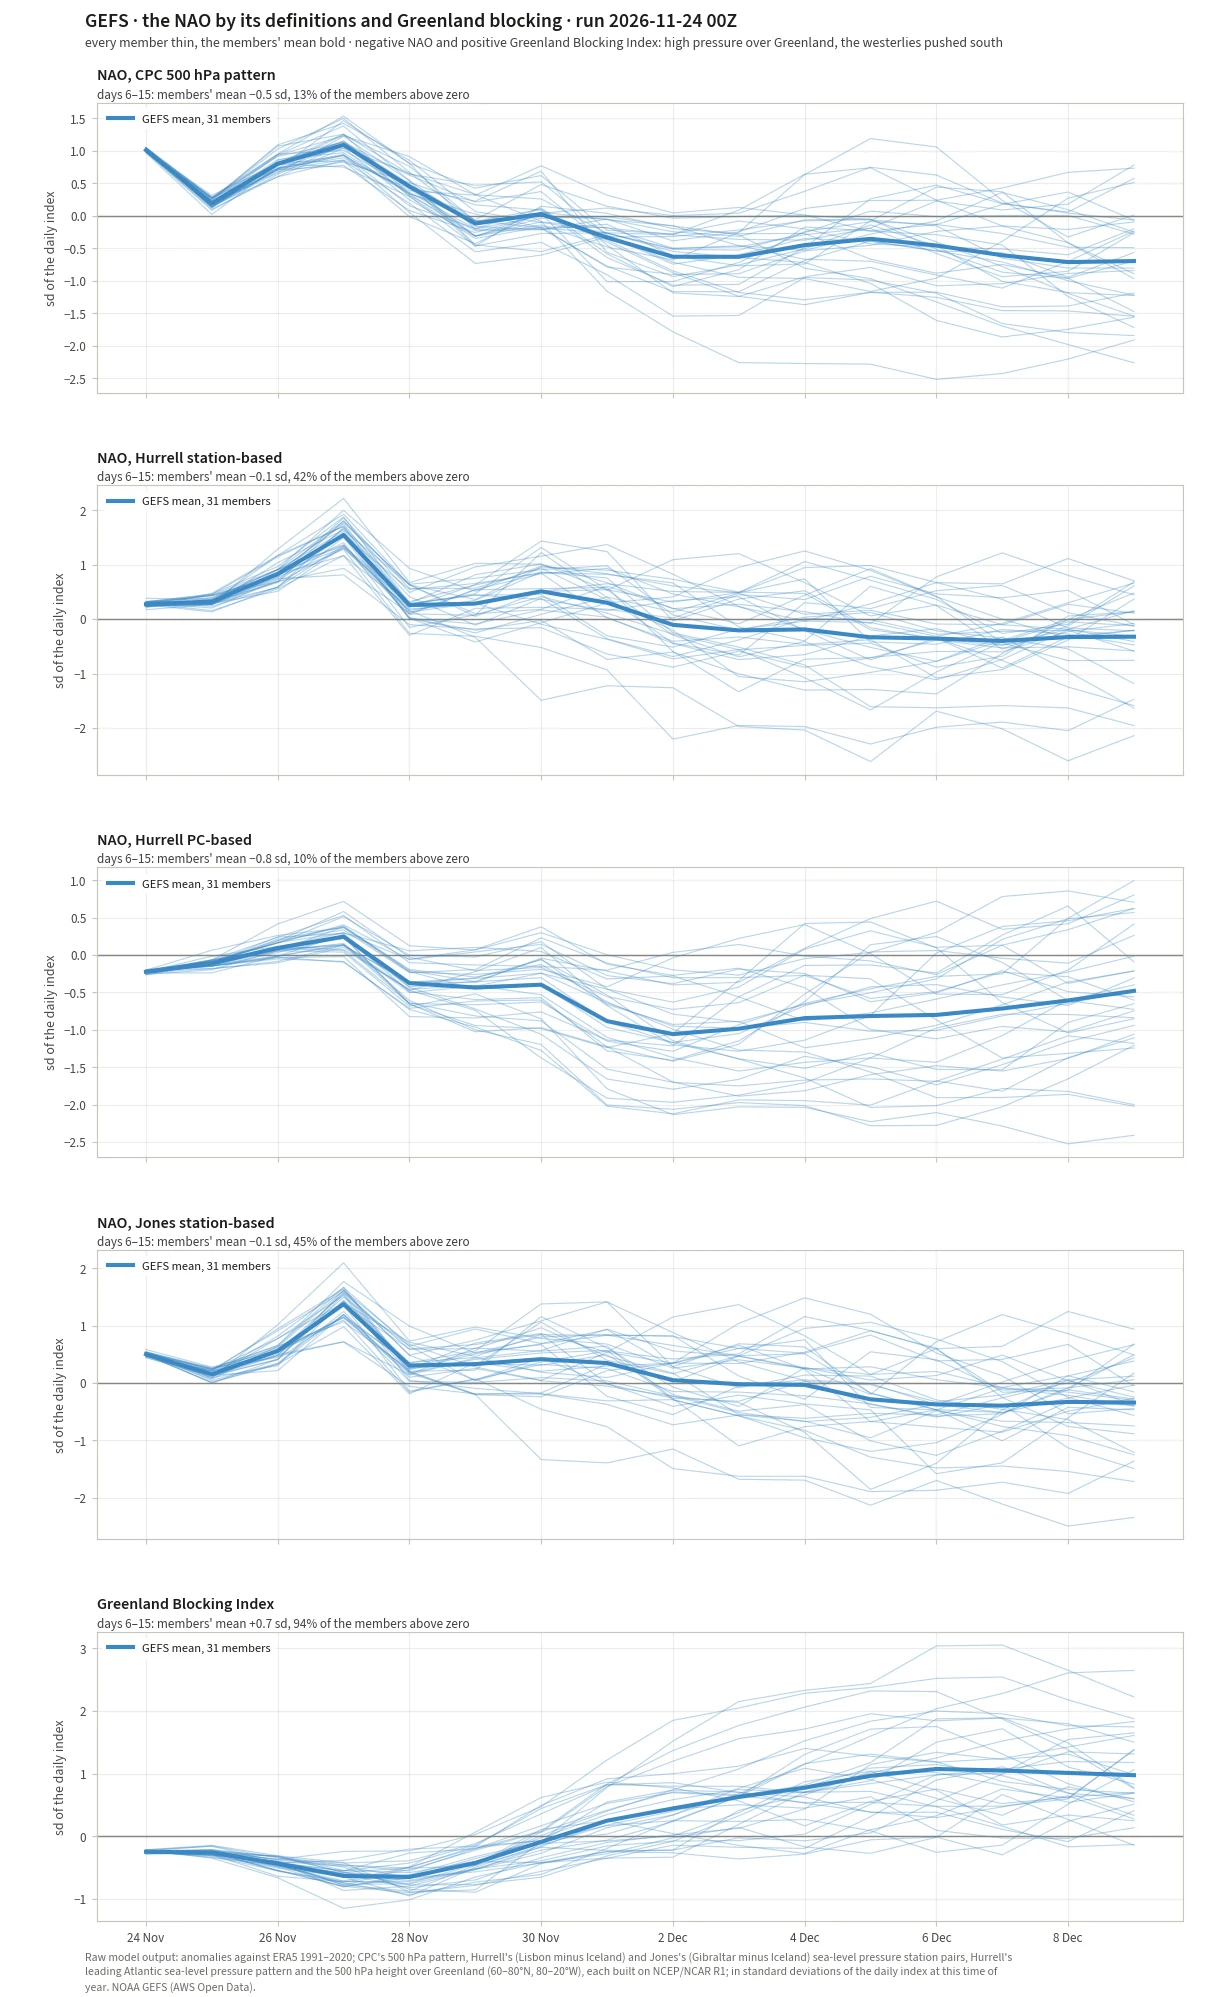 GEFS · the NAO by its definitions and Greenland blocking · run 2026-11-24 00Z
every member thin, the members' mean bold · negative NAO and positive Greenland Blocking Index: high pressure over Greenland, the westerlies pushed south
NAO, CPC 500 hPa pattern
days 6–15: members' mean −0.5 sd, 13% of the members above zero
GEFS mean, 31 members
sd of the daily index
1.5
1.0
0.5
0.0
−0.5
−1.0
−1.5
−2.0
−2.5
NAO, Hurrell station-based
days 6–15: members' mean −0.1 sd, 42% of the members above zero
GEFS mean, 31 members
sd of the daily index
2
1
0
−1
−2
NAO, Hurrell PC-based
days 6–15: members' mean −0.8 sd, 10% of the members above zero
GEFS mean, 31 members
sd of the daily index
1.0
0.5
0.0
−0.5
−1.0
−1.5
−2.0
−2.5
NAO, Jones station-based
days 6–15: members' mean −0.1 sd, 45% of the members above zero
GEFS mean, 31 members
sd of the daily index
2
1
0
−1
−2
Greenland Blocking Index
days 6–15: members' mean +0.7 sd, 94% of the members above zero
GEFS mean, 31 members
sd of the daily index
3
2
1
0
−1
24 Nov
26 Nov
28 Nov
30 Nov
2 Dec
4 Dec
6 Dec
8 Dec
Raw model output: anomalies against ERA5 1991–2020; CPC's 500 hPa pattern, Hurrell's (Lisbon minus Iceland) and Jones's (Gibraltar minus Iceland) sea-level pressure station pairs, Hurrell's
leading Atlantic sea-level pressure pattern and the 500 hPa height over Greenland (60–80°N, 80–20°W), each built on NCEP/NCAR R1; in standard deviations of the daily index at this time of
year. NOAA GEFS (AWS Open Data).